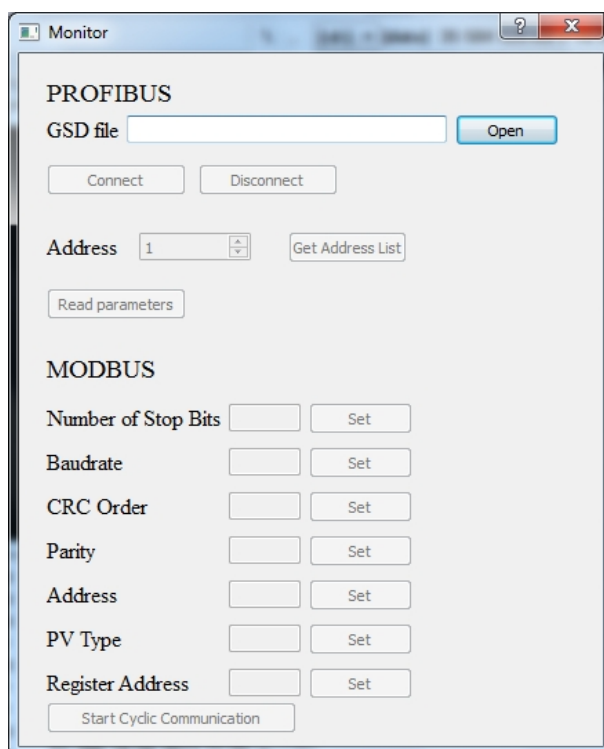 Monitor
PROFIBUS
GSD file Open
Connect Disconnect
Address 1 Get Address List
Read parameters
MODBUS
Number of Stop Bits Set
Baudrate Set
CRC Order Set
Parity Set
Address Set
PV Type Set
Register Address Set
Start Cyclic Communication